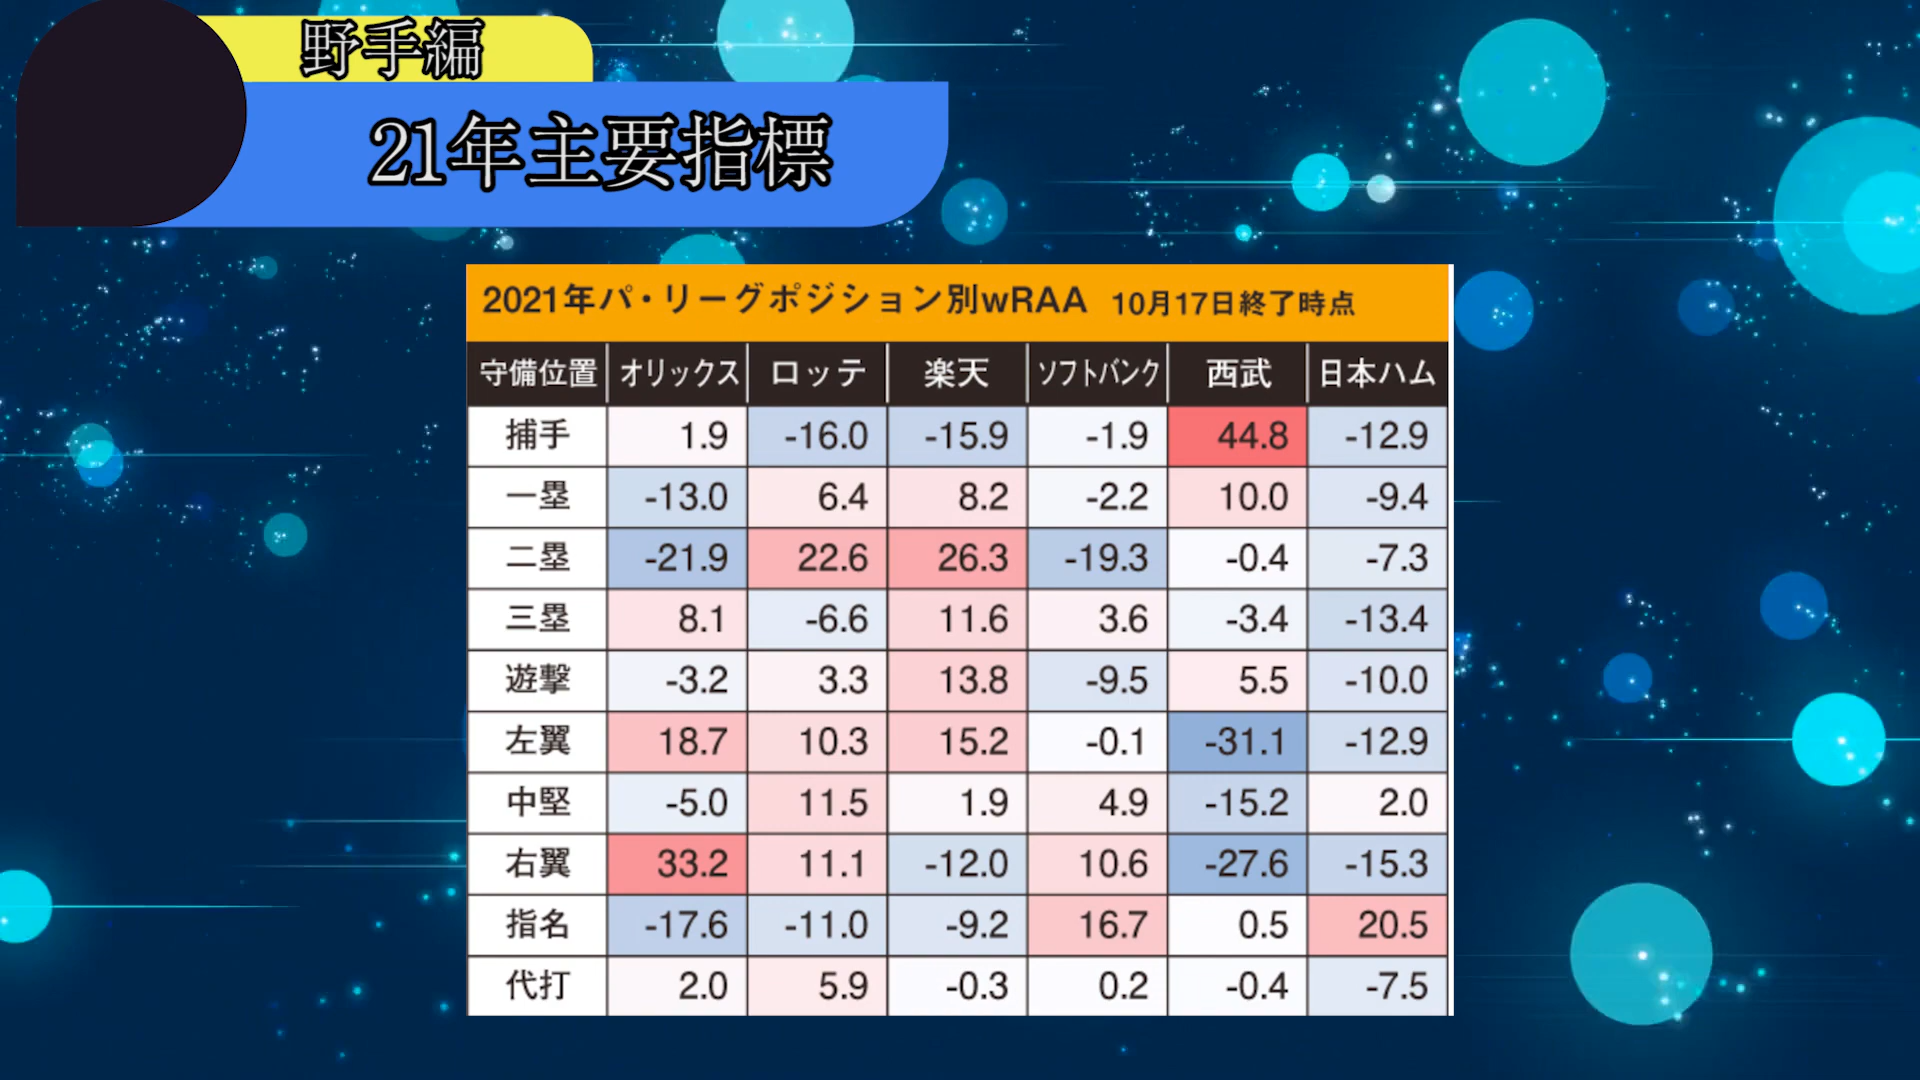 野手編
21年主要指標
2021年パ・リーグポジション別wRAA 10月17日終了時点
守備位置 オリックス ロッテ 楽天 ソフトバンク 西武 日本ハム
捕手 1.9 -16.0 -15.9 -1.9 44.8 -12.9
一塁 -13.0 6.4 8.2 -2.2 10.0 -9.4
二塁 -21.9 22.6 26.3 -19.3 -0.4 -7.3
三塁 8.1 -6.6 11.6 3.6 -3.4 -13.4
遊撃 -3.2 3.3 13.8 -9.5 5.5 -10.0
左翼 18.7 10.3 15.2 -0.1 -31.1 -12.9
中堅 -5.0 11.5 1.9 4.9 -15.2 2.0
右翼 33.2 11.1 -12.0 10.6 -27.6 -15.3
指名 -17.6 -11.0 -9.2 16.7 0.5 20.5
代打 2.0 5.9 -0.3 0.2 -0.4 -7.5